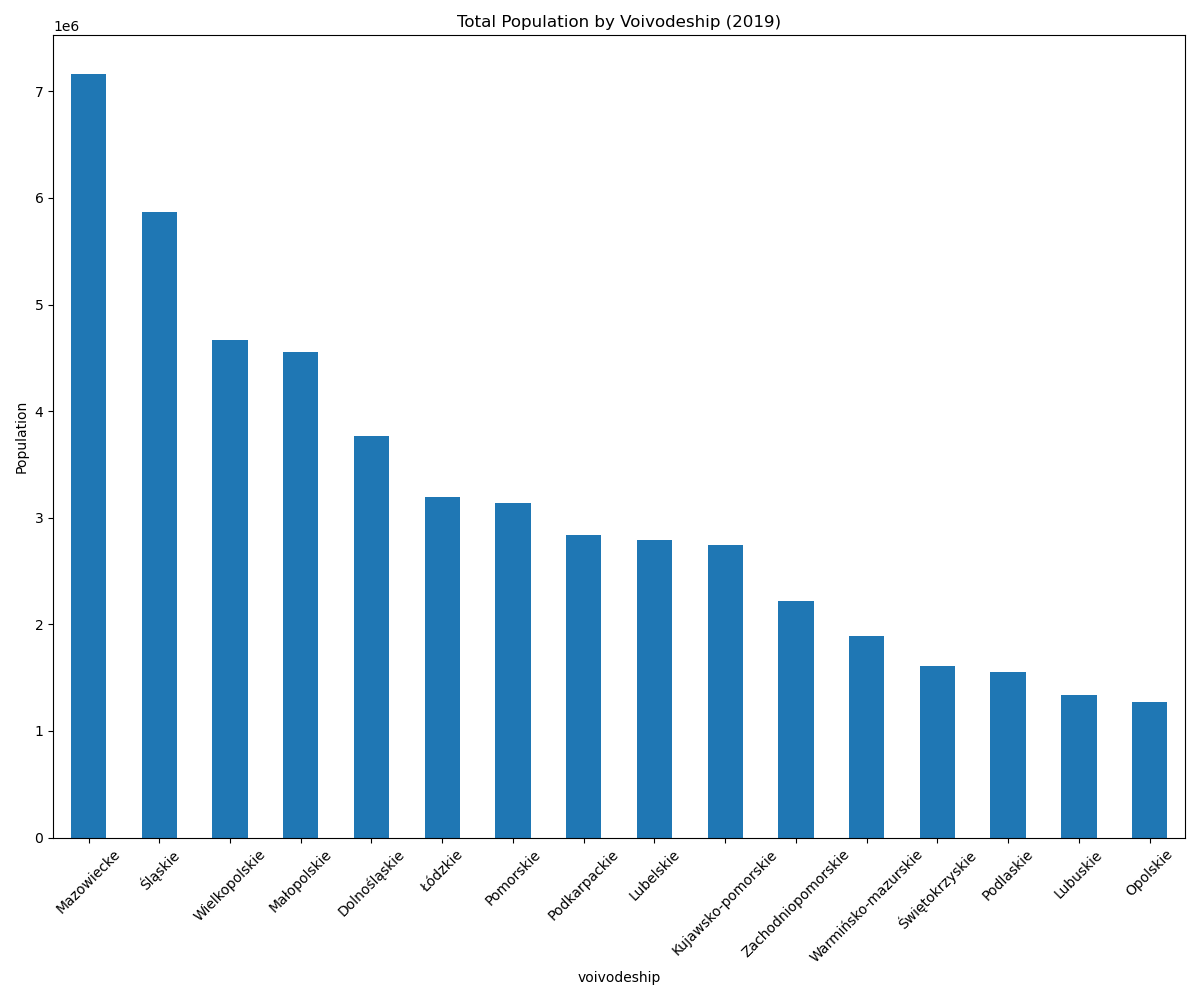 Total Population by Voivodeship (2019)
1e6
7
6
5
4
3
2
1
0
Population
Mazowiecke
Śląskie
Wielkopolskie
Małopolskie
Dolnośląskie
Łódzkie
Pomorskie
Podkarpackie
Lubelskie
Kujawsko-pomorskie
Zachodniopomorskie
Warmińsko-mazurskie
Świętokrzyskie
Podlaskie
Lubuskie
Opolskie
voivodeship